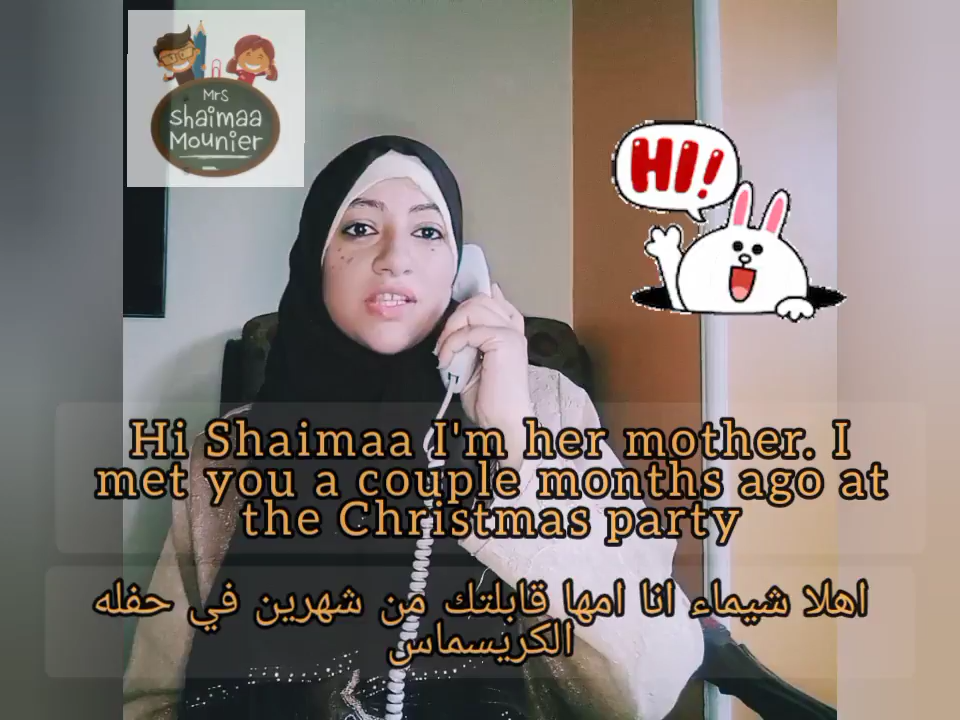 Mrs
shaimaa
Mounier
HI!
Hi Shaimaa I'm her mother. I
met you a couple months ago at
the Christmas party
اهلا شيماء انا امها قابلتك من شهرين في حفله
الكريسماس